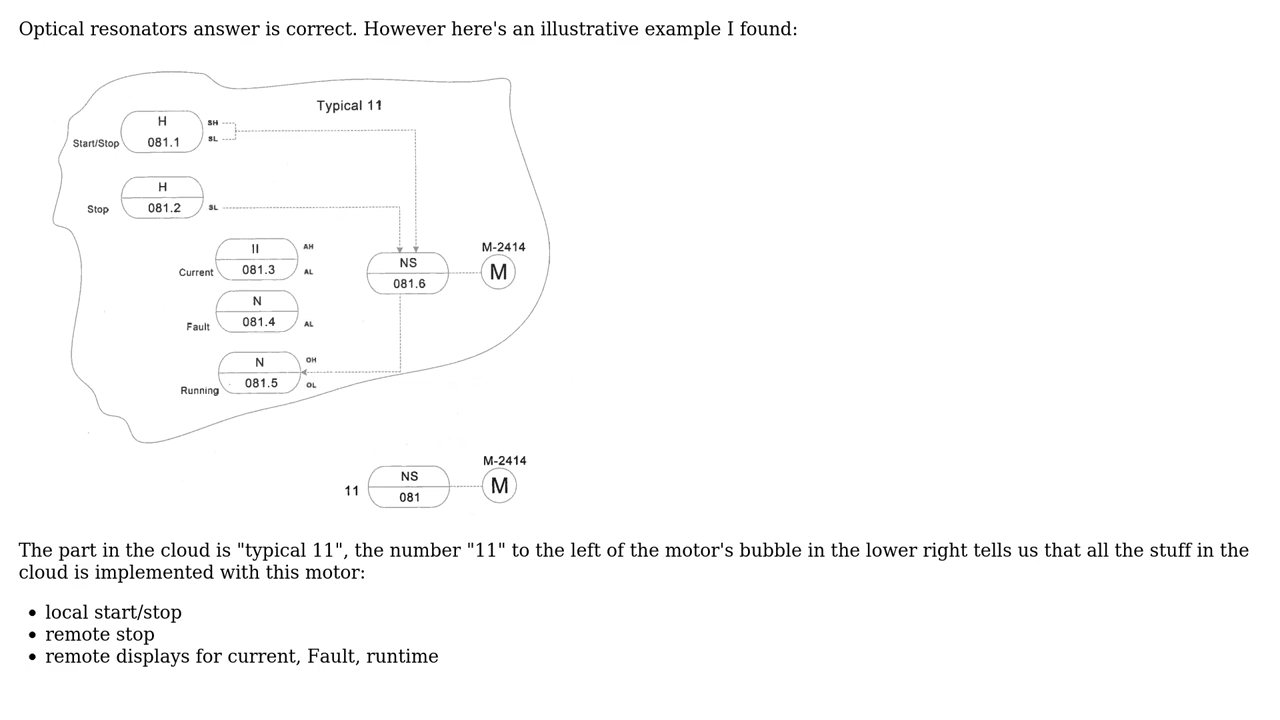 Optical resonators answer is correct. However here's an illustrative example I found:
Typical 11
H
SH
Start/Stop
081.1
SL
H
Stop
081.2
SL
II
AH
Current
081.3
AL
N
Fault
081.4
AL
N
OH
Running
081.5
OL
NS
081.6
M-2414
M
M-2414
11
NS
081
M
The part in the cloud is "typical 11", the number "11" to the left of the motor's bubble in the lower right tells us that all the stuff in the
cloud is implemented with this motor:
• local start/stop
• remote stop
• remote displays for current, Fault, runtime